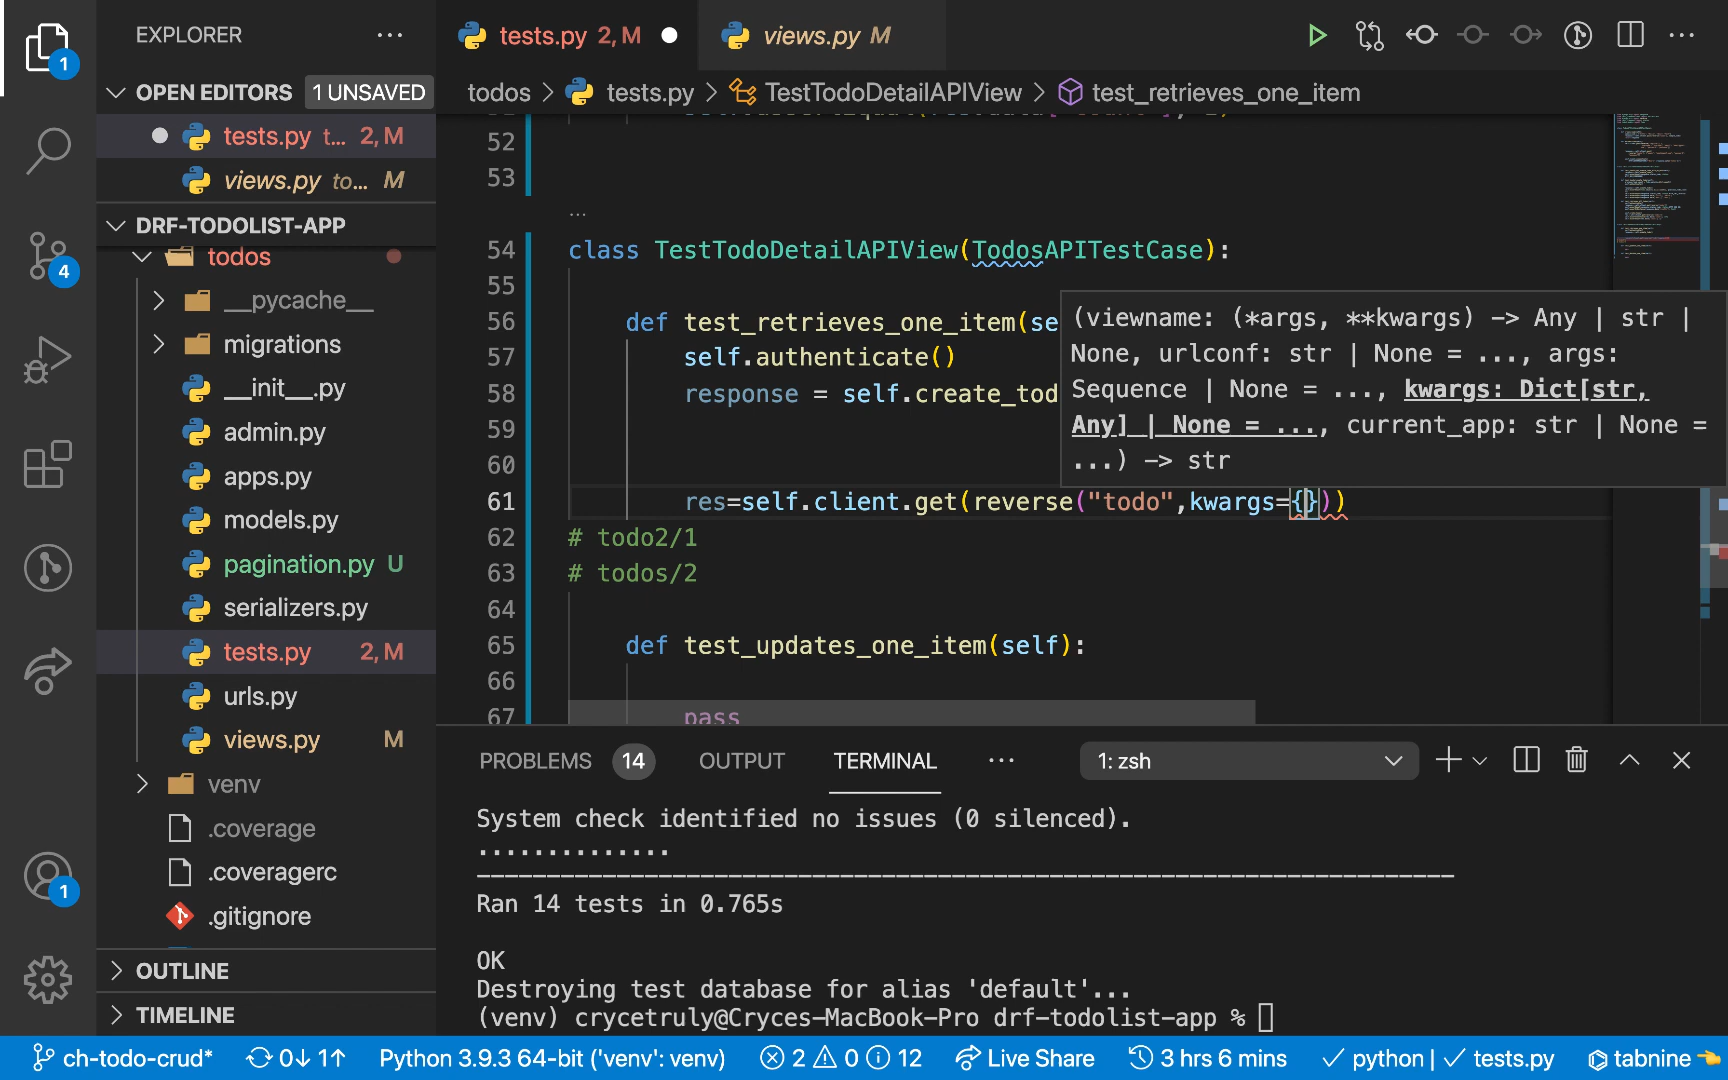 EXPLORER
tests.py 2, M
views.py M
OPEN EDITORS 1 UNSAVED
tests.py t... 2, M
views.py to... M
todos > tests.py > TestTodoDetailAPIView > test_retrieves_one_item
DRF-TODOLIST-APP
todos
__pycache__
migrations
__init__.py
admin.py
apps.py
models.py
pagination.py U
serializers.py
tests.py 2, M
urls.py
views.py M
venv
.coverage
.coveragerc
.gitignore
OUTLINE
TIMELINE
1
4
1
52
53
...
54 class TestTodoDetailAPIView(TodosAPITestCase):
55
56 def test_retrieves_one_item(se
57 self.authenticate()
58 response = self.create_tod
59
60
61 res=self.client.get(reverse("todo",kwargs={}))
62 # todo2/1
63 # todos/2
64
65 def test_updates_one_item(self):
66
67 pass
(viewname: (*args, **kwargs) -> Any | str |
None, urlconf: str | None = ..., args:
Sequence | None = ..., kwargs: Dict[str,
Any] | None = ..., current_app: str | None =
...) -> str
PROBLEMS 14 OUTPUT TERMINAL ... 1: zsh
System check identified no issues (0 silenced).
..............
----------------------------------------------------------------------
Ran 14 tests in 0.765s
OK
Destroying test database for alias 'default'...
(venv) crycetruly@Cryces-MacBook-Pro drf-todolist-app %
ch-todo-crud* 0↓ 1↑ Python 3.9.3 64-bit ('venv': venv) 2 0 12 Live Share 3 hrs 6 mins ✓ python | ✓ tests.py tabnine 👈